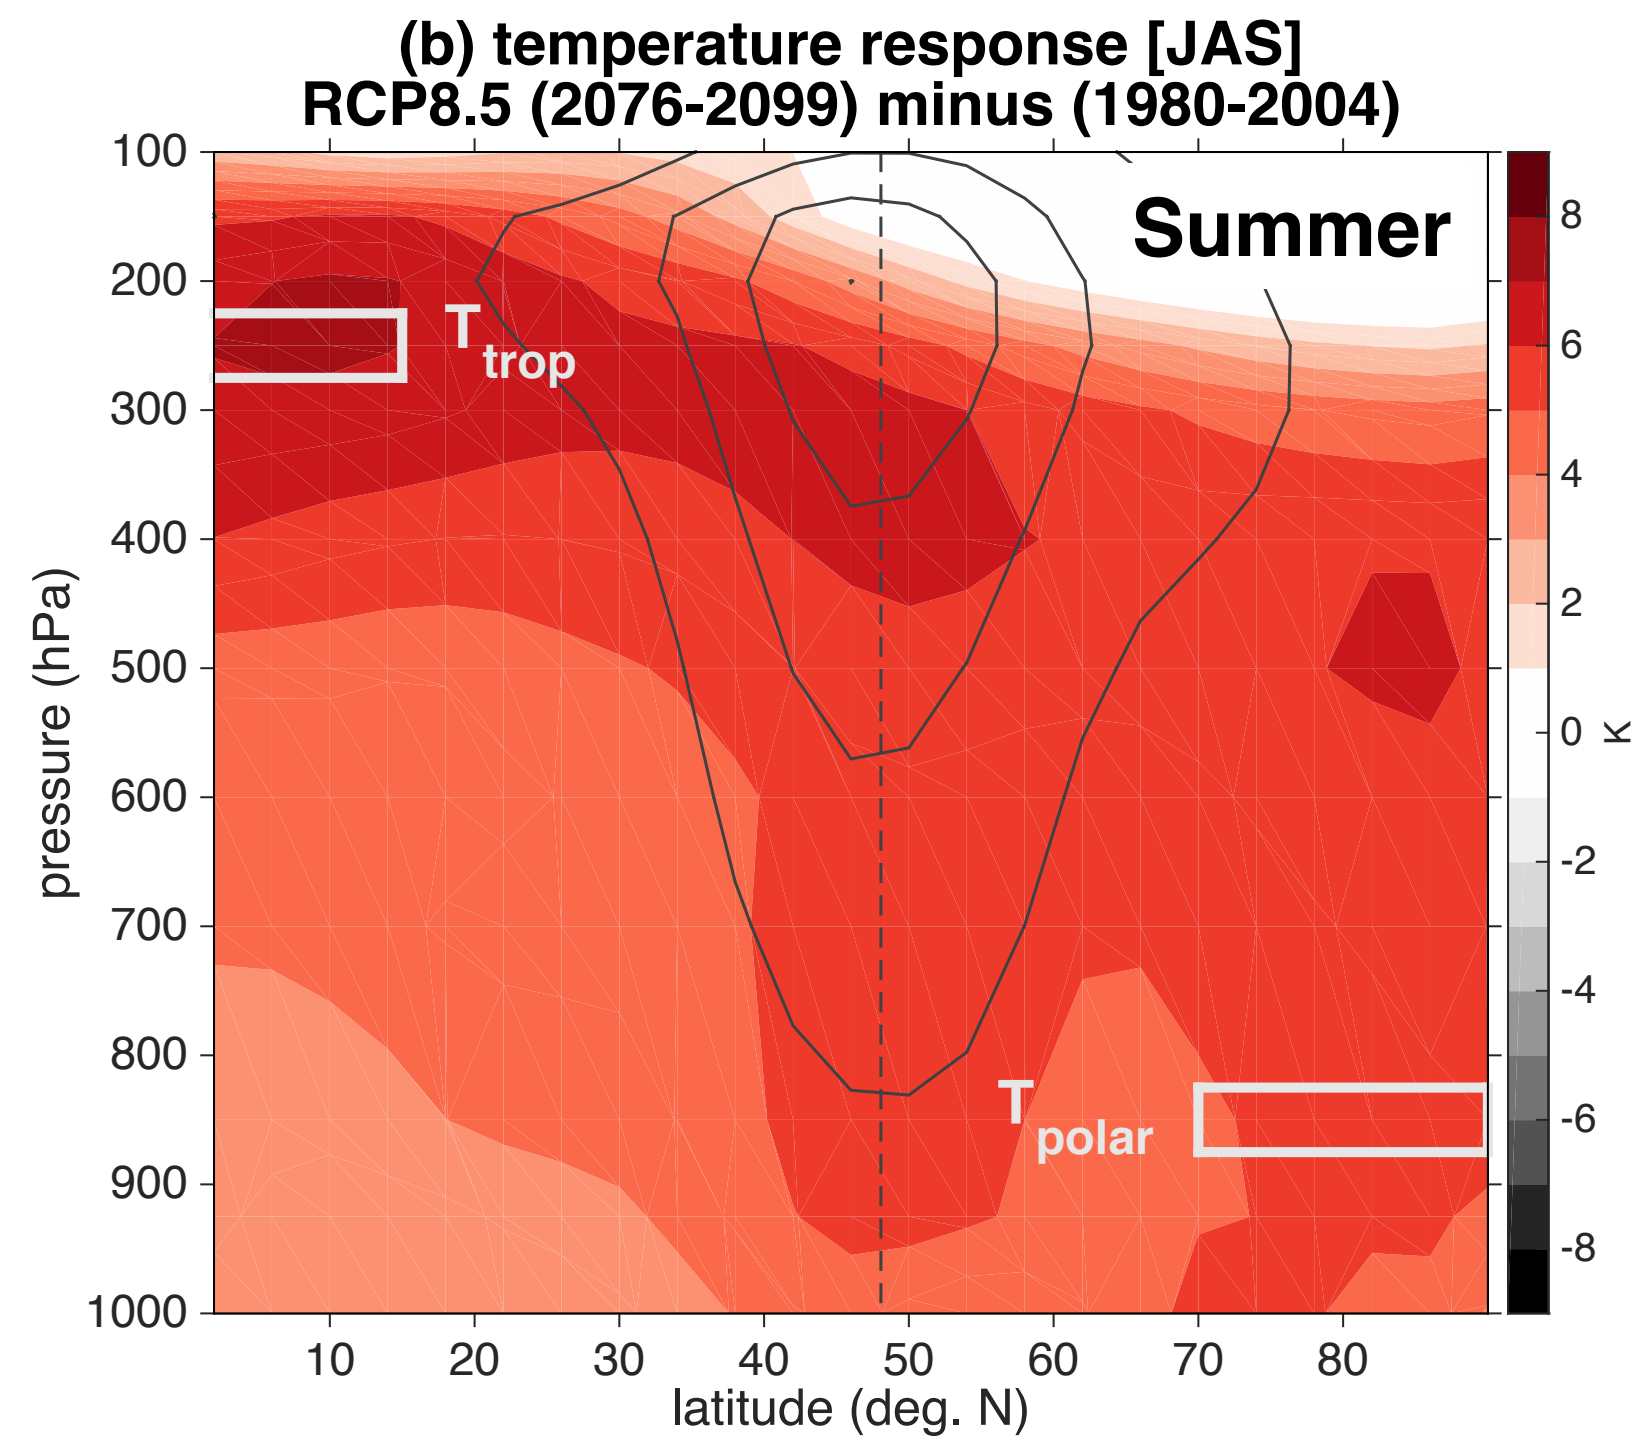 (b) temperature response [JAS]
RCP8.5 (2076-2099) minus (1980-2004)
Summer
T trop
T polar
100
200
300
400
500
600
700
800
900
1000
pressure (hPa)
10 20 30 40 50 60 70 80
latitude (deg. N)
8
6
4
2
0
-2
-4
-6
-8
K